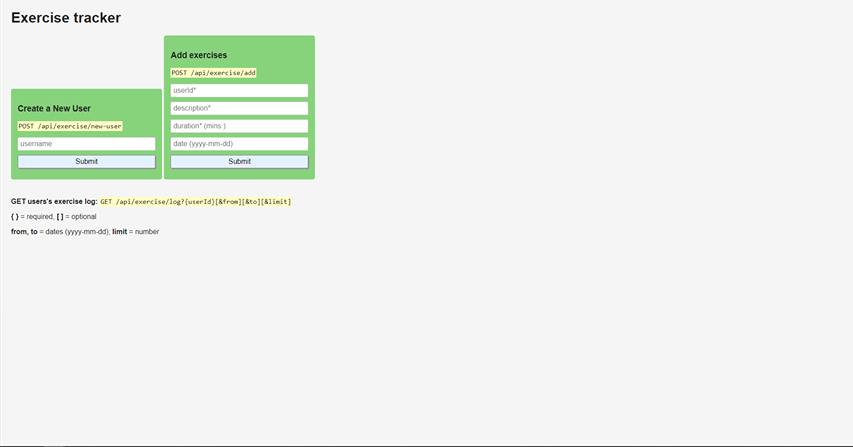 Exercise tracker
Create a New User
POST /api/exercise/new-user
username
Submit
Add exercises
POST /api/exercise/add
userId*
description*
duration* (mins.)
date (yyyy-mm-dd)
Submit
GET users's exercise log: GET /api/exercise/log?{userId}[&from][&to][&limit]
{ } = required, [ ] = optional
from, to = dates (yyyy-mm-dd); limit = number